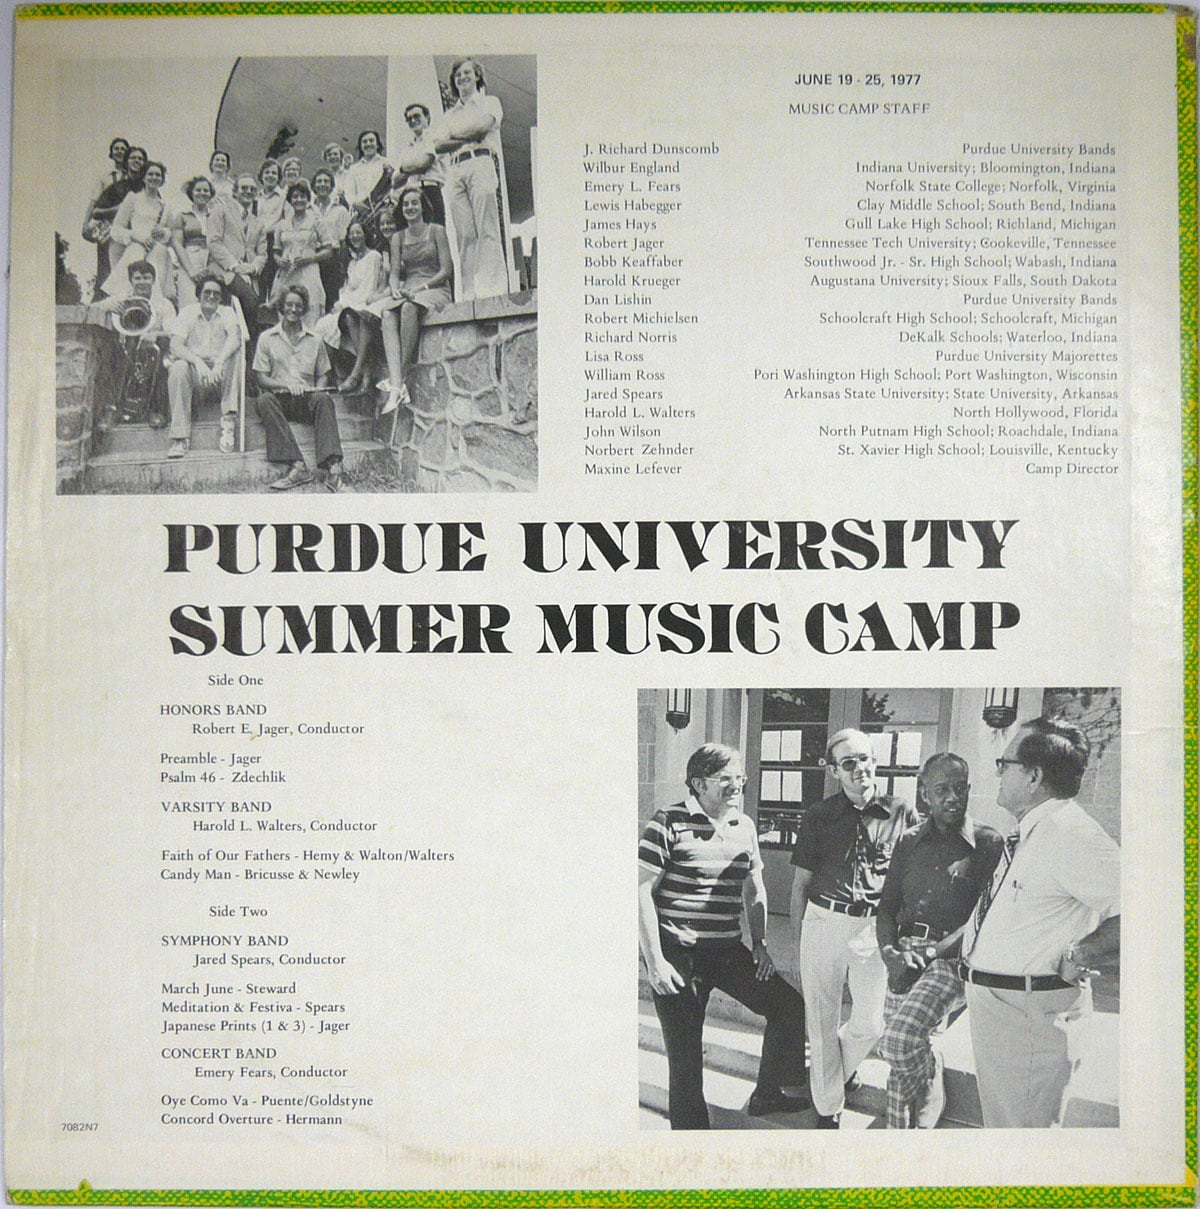 JUNE 19 - 25, 1977
MUSIC CAMP STAFF
J. Richard Dunscomb Purdue University Bands
Wilbur England Indiana University; Bloomington, Indiana
Emery L. Fears Norfolk State College; Norfolk, Virginia
Lewis Habegger Clay Middle School; South Bend, Indiana
James Hays Gull Lake High School; Richland, Michigan
Robert Jager Tennessee Tech University; Cookeville, Tennessee
Bobb Keaffaber Southwood Jr. - Sr. High School; Wabash, Indiana
Harold Krueger Augustana University; Sioux Falls, South Dakota
Dan Lishin Purdue University Bands
Robert Michielsen Schoolcraft High School; Schoolcraft, Michigan
Richard Norris DeKalk Schools; Waterloo, Indiana
Lisa Ross Purdue University Majorettes
William Ross Pori Washington High School; Port Washington, Wisconsin
Jared Spears Arkansas State University; State University, Arkansas
Harold L. Walters North Hollywood, Florida
John Wilson North Putnam High School; Roachdale, Indiana
Norbert Zehnder St. Xavier High School; Louisville, Kentucky
Maxine Lefever Camp Director
PURDUE UNIVERSITY
SUMMER MUSIC CAMP
Side One
HONORS BAND
Robert E. Jager, Conductor
Preamble - Jager
Psalm 46 - Zdechlik
VARSITY BAND
Harold L. Walters, Conductor
Faith of Our Fathers - Hemy & Walton/Walters
Candy Man - Bricusse & Newley
Side Two
SYMPHONY BAND
Jared Spears, Conductor
March June - Steward
Meditation & Festiva - Spears
Japanese Prints (1 & 3) - Jager
CONCERT BAND
Emery Fears, Conductor
Oye Como Va - Puente/Goldstyne
Concord Overture - Hermann
7082N7